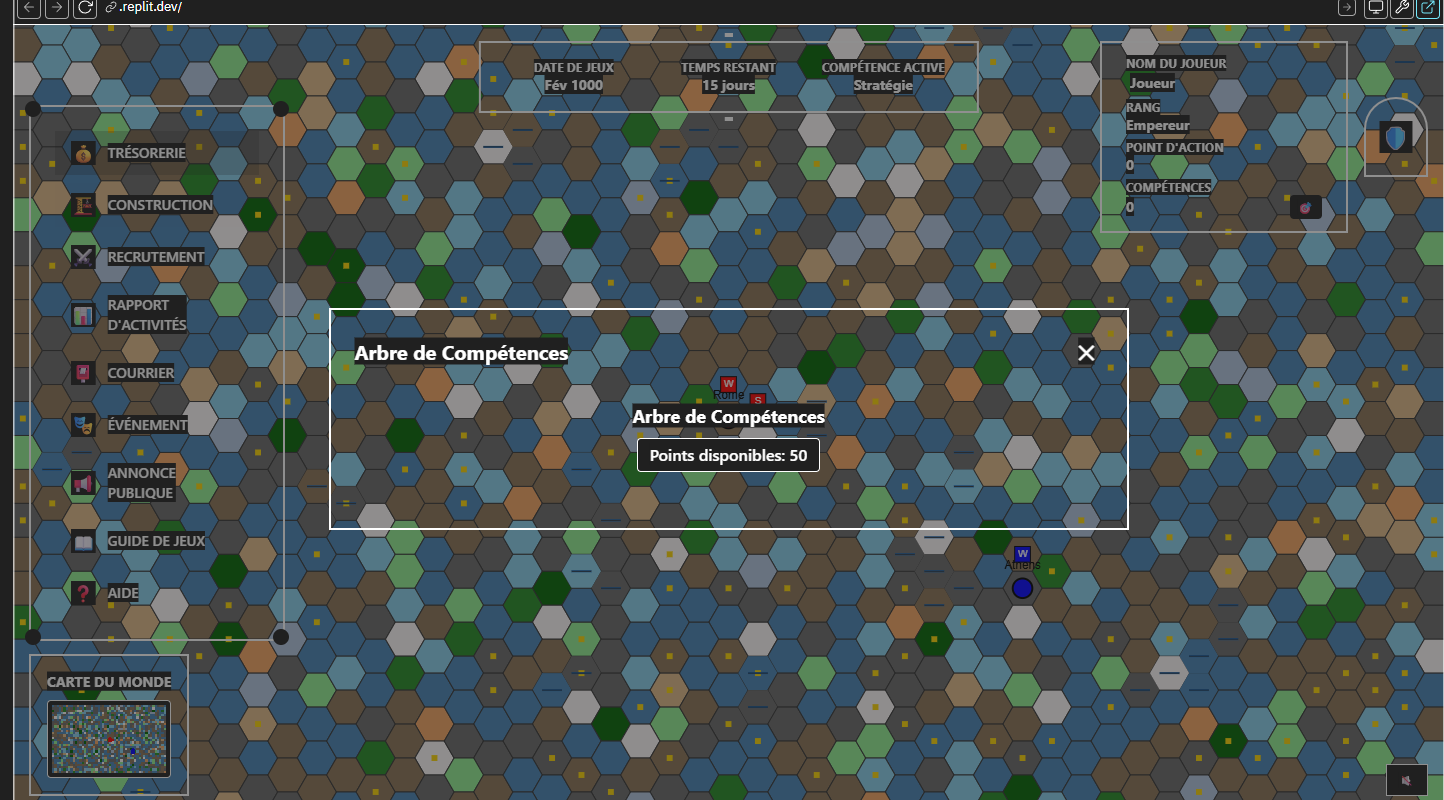 .replit.dev/
DATE DE JEUX
Fév 1000
TEMPS RESTANT
15 jours
COMPÉTENCE ACTIVE
Stratégie
NOM DU JOUEUR
Joueur
RANG
Empereur
POINT D'ACTION
0
COMPÉTENCES
0
TRÉSORERIE
CONSTRUCTION
RECRUTEMENT
RAPPORT
D'ACTIVITÉS
COURRIER
ÉVÉNEMENT
ANNONCE
PUBLIQUE
GUIDE DE JEUX
AIDE
Arbre de Compétences
W
Rome
S
Arbre de Compétences
Points disponibles: 50
W
Athens
CARTE DU MONDE